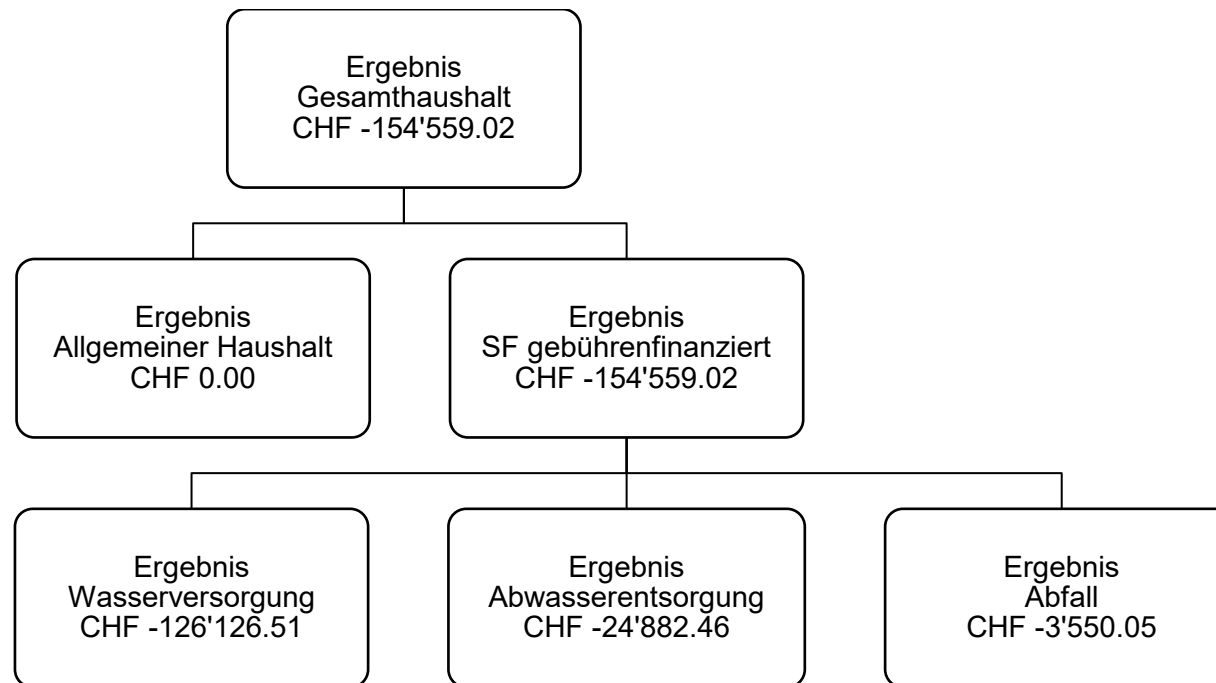 Ergebnis
Gesamthaushalt
CHF -154'559.02
Ergebnis
Allgemeiner Haushalt
CHF 0.00
Ergebnis
SF gebührenfinanziert
CHF -154'559.02
Ergebnis
Wasserversorgung
CHF -126'126.51
Ergebnis
Abwasserentsorgung
CHF -24'882.46
Ergebnis
Abfall
CHF -3'550.05